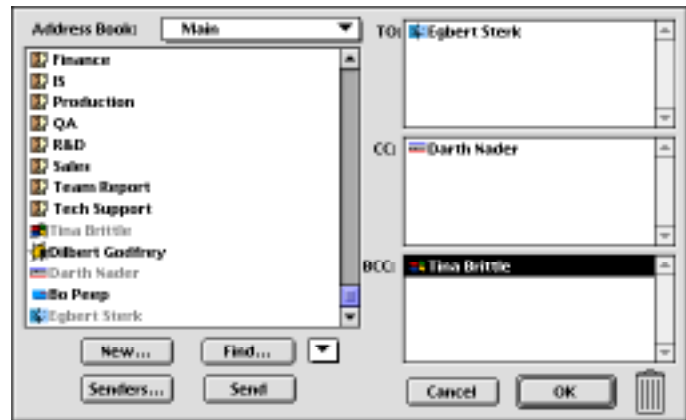 Address Book: Main
Finance
IS
Production
QA
R&D
Sales
Team Report
Tech Support
Tina Brittle
Dilbert Godfrey
Darth Nader
Bo Peep
Egbert Sterk
New... Find...
Senders... Send
TO: Egbert Sterk
CC: Darth Nader
BCC: Tina Brittle
Cancel OK